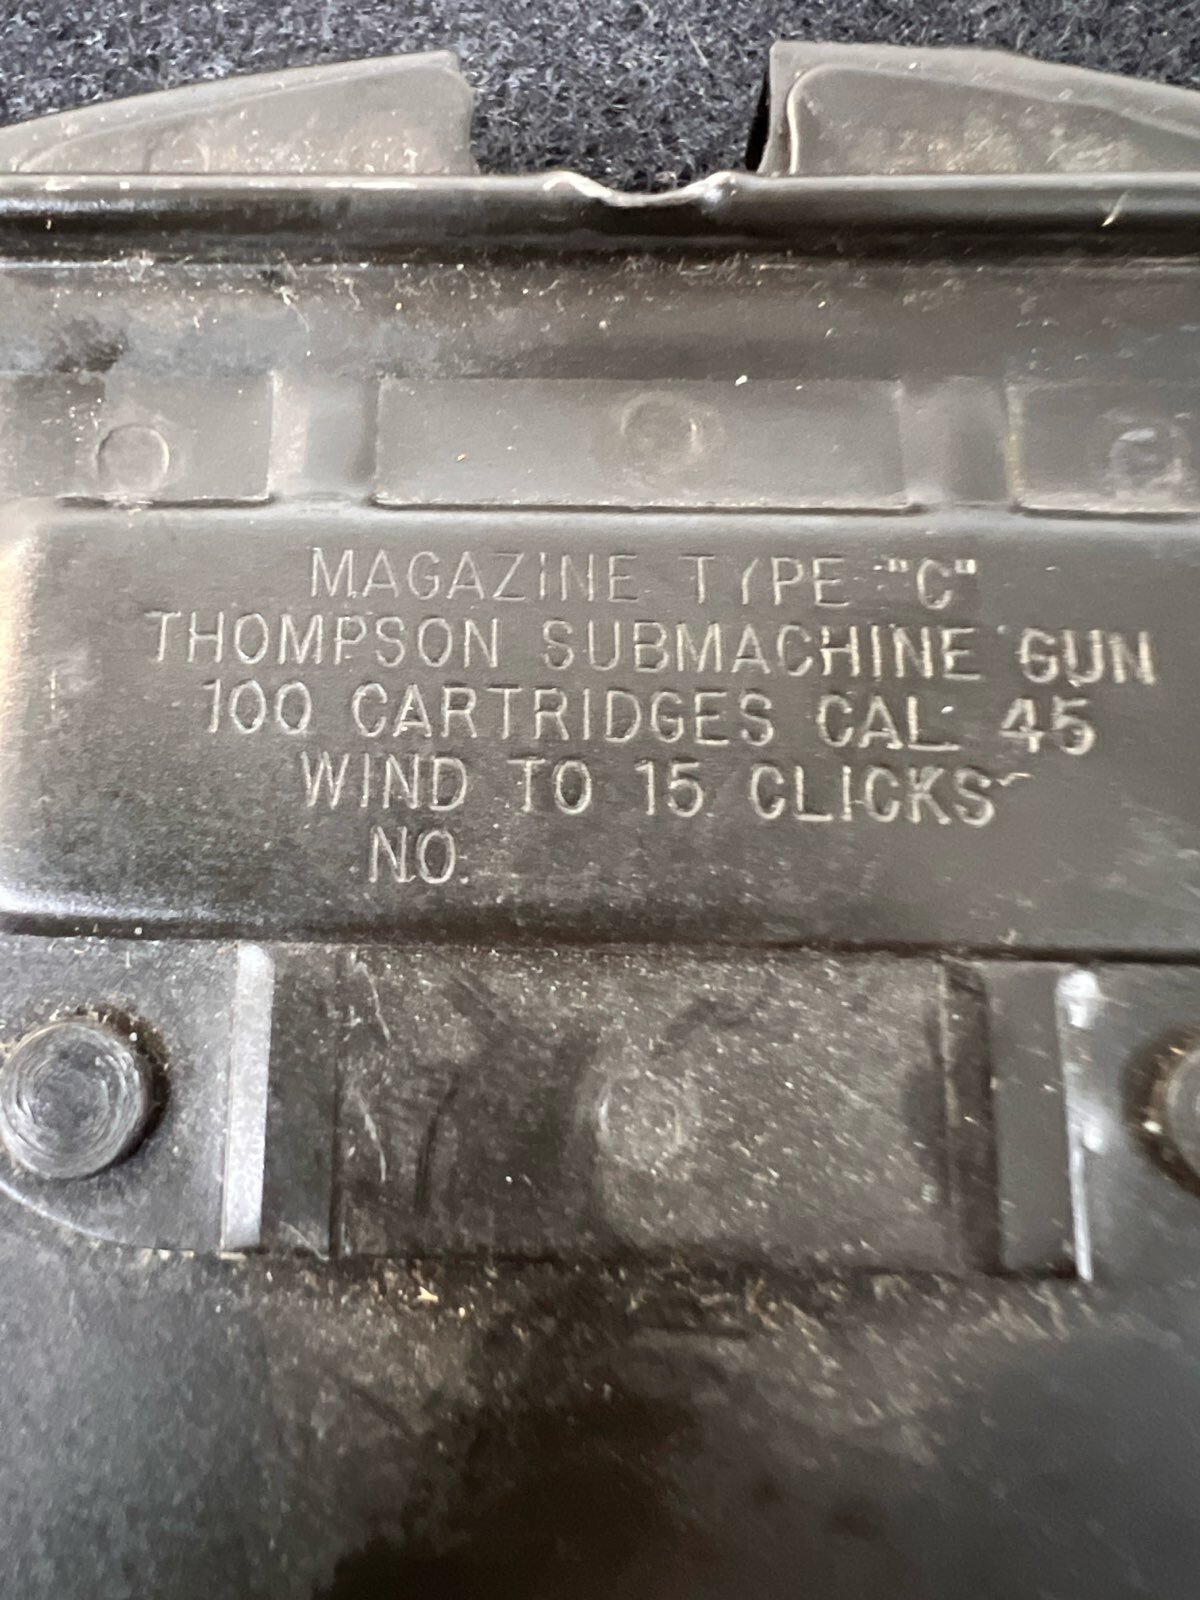 MAGAZINE TYPE "C"
THOMPSON SUBMACHINE GUN
100 CARTRIDGES CAL. 45
WIND TO 15 CLICKS
NO.